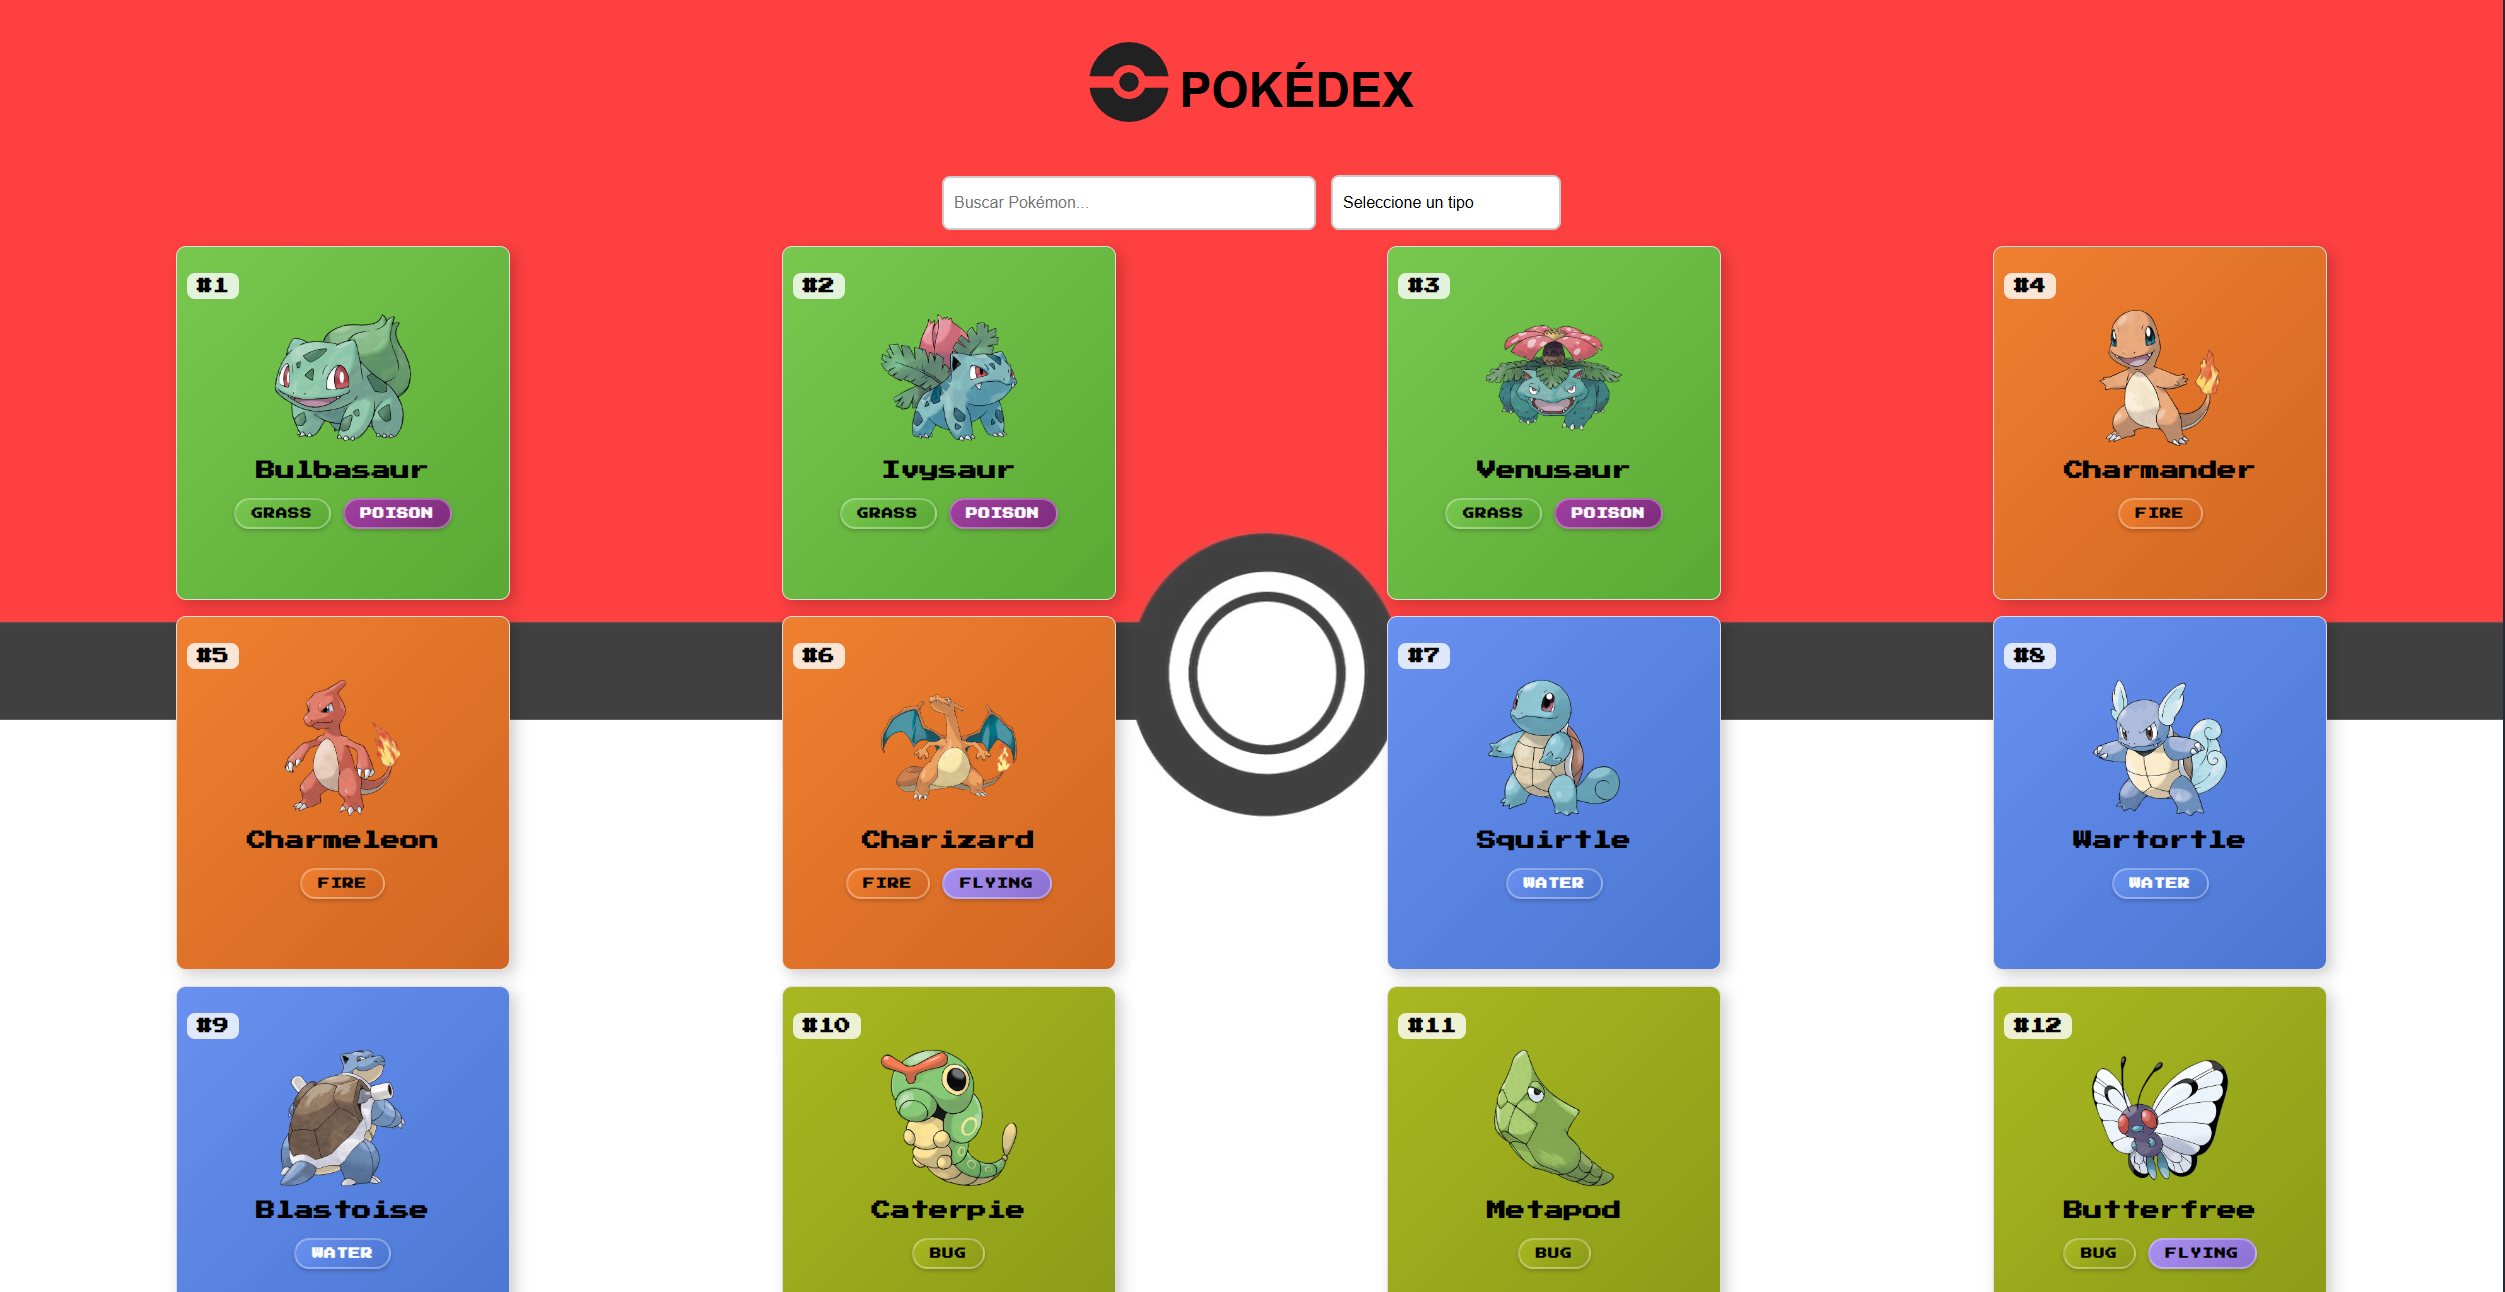 POKÉDEX
Buscar Pokémon... Seleccione un tipo
#1 #2 #3 #4
Bulbasaur Ivysaur Venusaur Charmander
GRASS POISON GRASS POISON GRASS POISON FIRE
#5 #6 #7 #8
Charmeleon Charizard Squirtle Wartortle
FIRE FIRE FLYING WATER WATER
#9 #10 #11 #12
Blastoise Caterpie Metapod Butterfree
WATER BUG BUG BUG FLYING